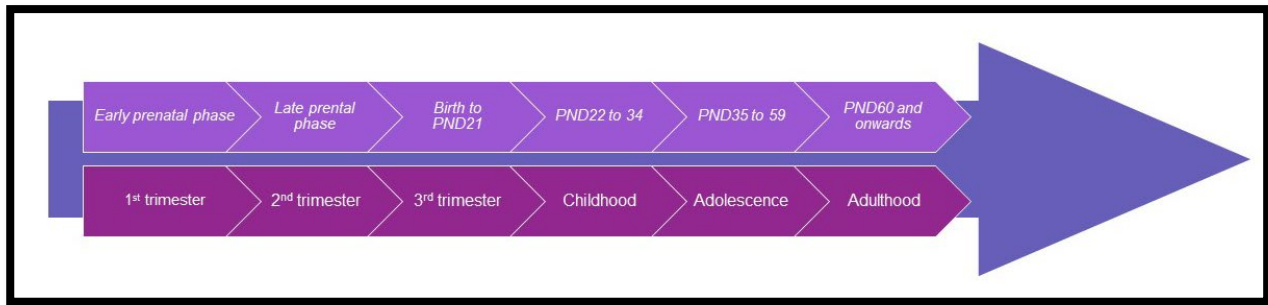 Early prenatal phase
Late prental
phase
Birth to
PND21
PND22 to 34
PND35 to 59
PND60 and
onwards
1st trimester
2nd trimester
3rd trimester
Childhood
Adolescence
Adulthood